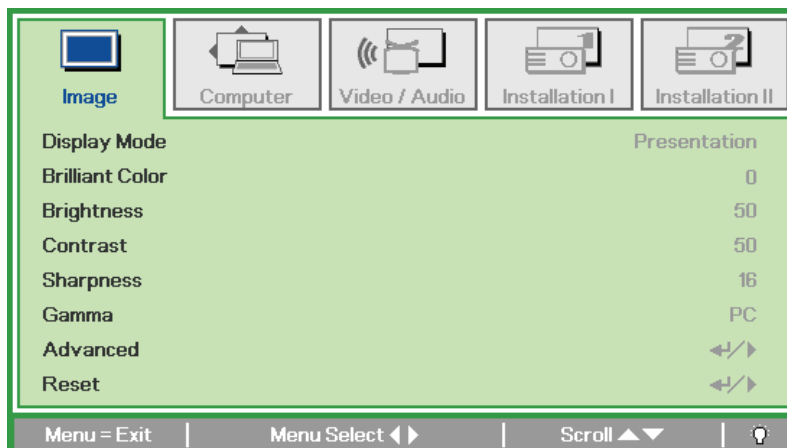 Image Computer Video / Audio Installation I Installation II
Display Mode Presentation
Brilliant Color 0
Brightness 50
Contrast 50
Sharpness 16
Gamma PC
Advanced ↵/▶
Reset ↵/▶
Menu = Exit Menu Select ◀▶ Scroll ▲▼